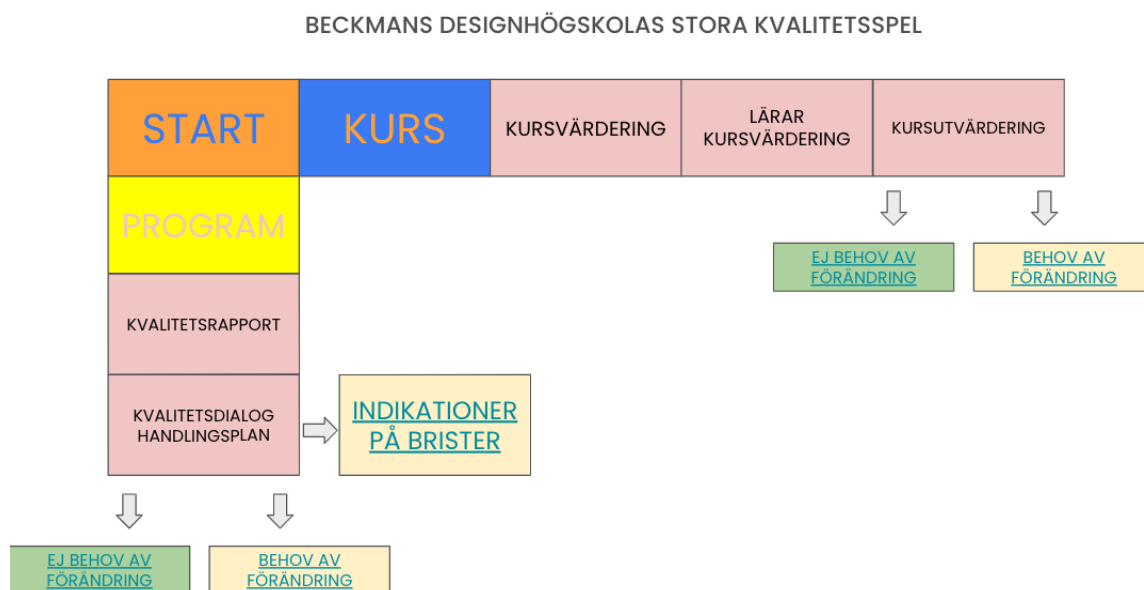 BECKMANS DESIGNHÖGSKOLAS STORA KVALITETSSPEL
START
KURS
KURSVÄRDERING
LÄRAR
KURSVÄRDERING
KURSUTVÄRDERING
PROGRAM
EJ BEHOV AV
FÖRÄNDRING
BEHOV AV
FÖRÄNDRING
KVALITETSRAPPORT
KVALITETSDIALOG
HANDLINGSPLAN
INDIKATIONER
PÅ BRISTER
EJ BEHOV AV
FÖRÄNDRING
BEHOV AV
FÖRÄNDRING